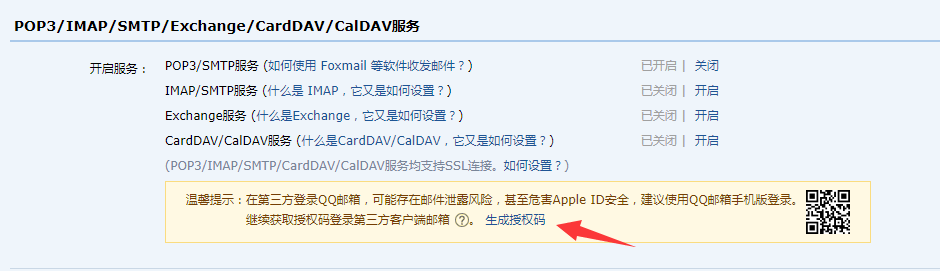 POP3/IMAP/SMTP/Exchange/CardDAV/CalDAV服务
开启服务： POP3/SMTP服务 (如何使用 Foxmail 等软件收发邮件？) 已开启 | 关闭
IMAP/SMTP服务 (什么是 IMAP，它又是如何设置？) 已关闭 | 开启
Exchange服务 (什么是Exchange，它又是如何设置？) 已关闭 | 开启
CardDAV/CalDAV服务 (什么是CardDAV/CalDAV，它又是如何设置？) 已关闭 | 开启
(POP3/IMAP/SMTP/CardDAV/CalDAV服务均支持SSL连接。如何设置？)
温馨提示：在第三方登录QQ邮箱，可能存在邮件泄露风险，甚至危害Apple ID安全，建议使用QQ邮箱手机版登录。
继续获取授权码登录第三方客户端邮箱 ?。 生成授权码